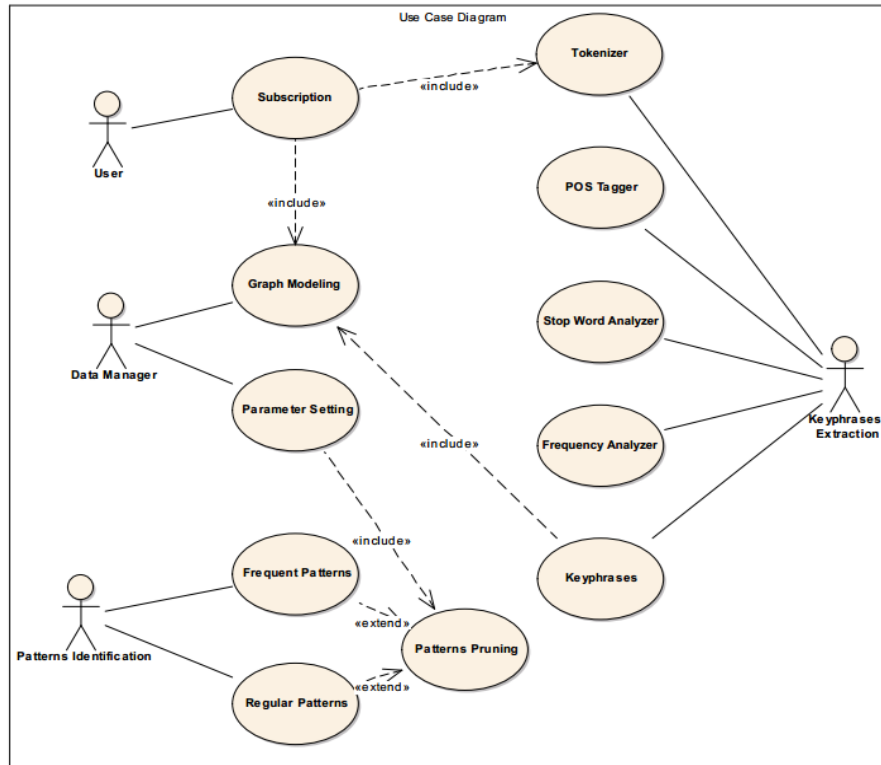 Use Case Diagram
Tokenizer
Subscription
«include»
User
POS Tagger
«include»
Graph Modeling
Stop Word Analyzer
Data Manager
Parameter Setting
Keyphrases
Extraction
«include»
Frequency Analyzer
«include»
Frequent Patterns
Keyphrases
«extend»
Patterns Pruning
Patterns Identification
«extend»
Regular Patterns